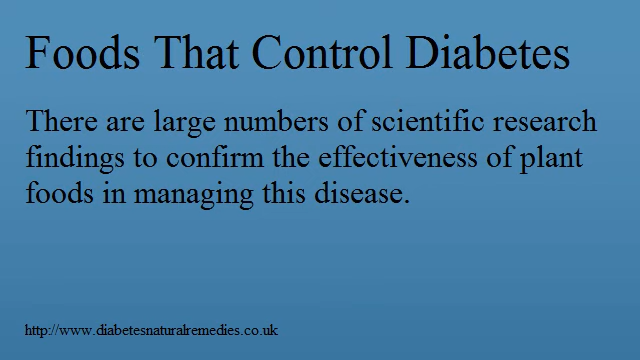 Foods That Control Diabetes
There are large numbers of scientific research
findings to confirm the effectiveness of plant
foods in managing this disease.
http://www.diabetesnaturalremedies.co.uk